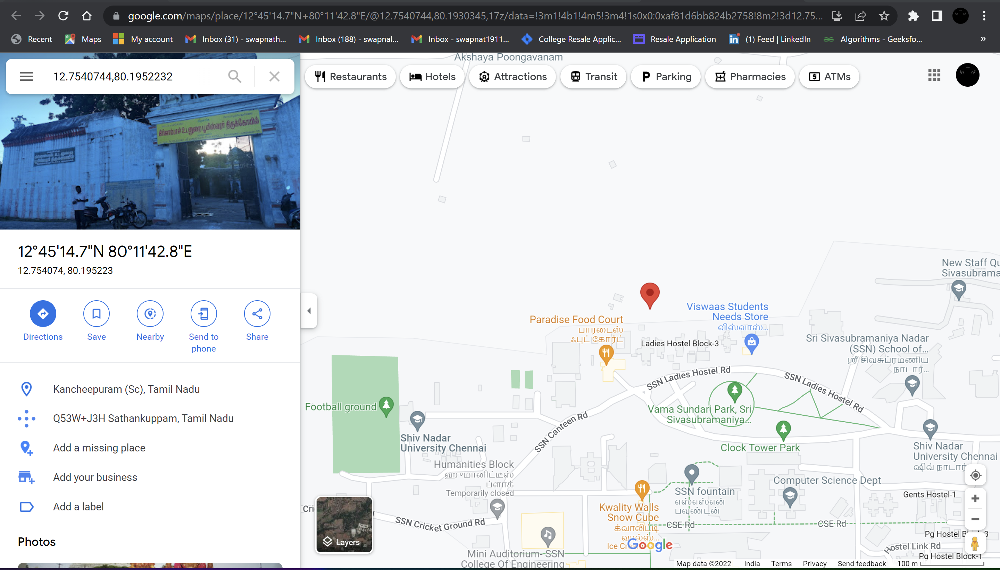 google.com/maps/place/12°45'14.7"N+80°11'42.8"E/@12.7540744,80.1930345,17z/data=!3m1!4b1!4m5!3m4!1s0x0:0xaf81d6bb824b2758!8m2!3d12.75...
Recent
Maps
My account
Inbox (31) - swapnath...
Inbox (188) - swapnal...
Inbox - swapnat1911...
College Resale Applic...
Resale Application
(1) Feed | LinkedIn
Algorithms - Geeksfo...
»
12.7540744,80.1952232
Restaurants
Hotels
Attractions
Transit
Parking
Pharmacies
ATMs
உடனுறை பூமீஸ்வரர் திருக்கோயில்
12°45'14.7"N 80°11'42.8"E
12.754074, 80.195223
Directions
Save
Nearby
Send to
phone
Share
Kancheepuram (Sc), Tamil Nadu
Q53W+J3H Sathankuppam, Tamil Nadu
Add a missing place
Add your business
Add a label
Photos
Akshaya Poongavanam
New Staff Qu
Sivasubrama
Viswaas Students
Needs Store
விஸ்வாஸ்...
Paradise Food Court
பாரடைஸ்
ஃபுட் கோர்ட்
Ladies Hostel Block-3
Sri Sivasubramaniya Nadar
(SSN) School of...
ஸ்ரீ சிவசுப்ரமணிய
நாடார்...
SSN Ladies Hostel Rd
SSN Ladies Hostel Rd
Football ground
Vama Sundari Park, Sri
Sivasubramaniya...
SSN Canteen Rd
Shiv Nadar
University Chennai
Clock Tower Park
Shiv Nadar
University Chennai
ஷிவ் நாடார்
Humanities Block
ஹுமானிட்டீஸ்
ப்ளாக்
Temporarily closed
Computer Science Dept
SSN fountain
எஸ்எஸ்என்
பவுண்டன்
Gents Hostel-1
Kwality Walls
Snow Cube
க்வாலிட்டி
வால்ஸ்...
Ice Cr
Cri
SSN Cricket Ground Rd
CSE Rd
CSE Rd
Layers
Google
Pg Hostel Bl 3
Hostel Link Rd
Pg Hostel Block-1
Mini Auditorium- SSN
College Of Engineering
Map data ©2022
India
Terms
Privacy
Send feedback
100 m